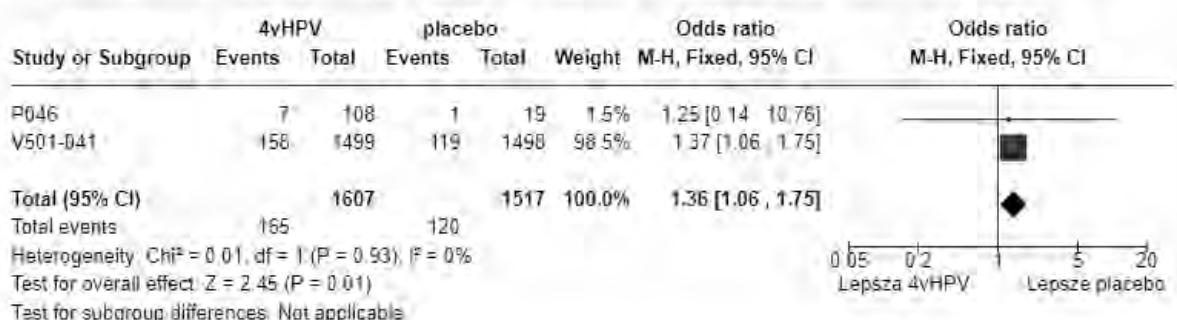 4vHPV placebo Odds ratio Odds ratio
Study or Subgroup Events Total Events Total Weight M-H, Fixed, 95% CI M-H, Fixed, 95% CI
P046 7 108 1 19 1.5% 1.25 [0.14 , 10.76]
V501-041 158 1499 119 1498 98.5% 1.37 [1.06 , 1.75]
Total (95% CI) 1607 1517 100.0% 1.36 [1.06 , 1.75]
Total events 165 120
Heterogeneity: Chi² = 0.01, df = 1 (P = 0.93); I² = 0%
Test for overall effect: Z = 2.45 (P = 0.01)
Test for subgroup differences: Not applicable
0.05 0.2 1 5 20
Lepsza 4vHPV Lepsze placebo